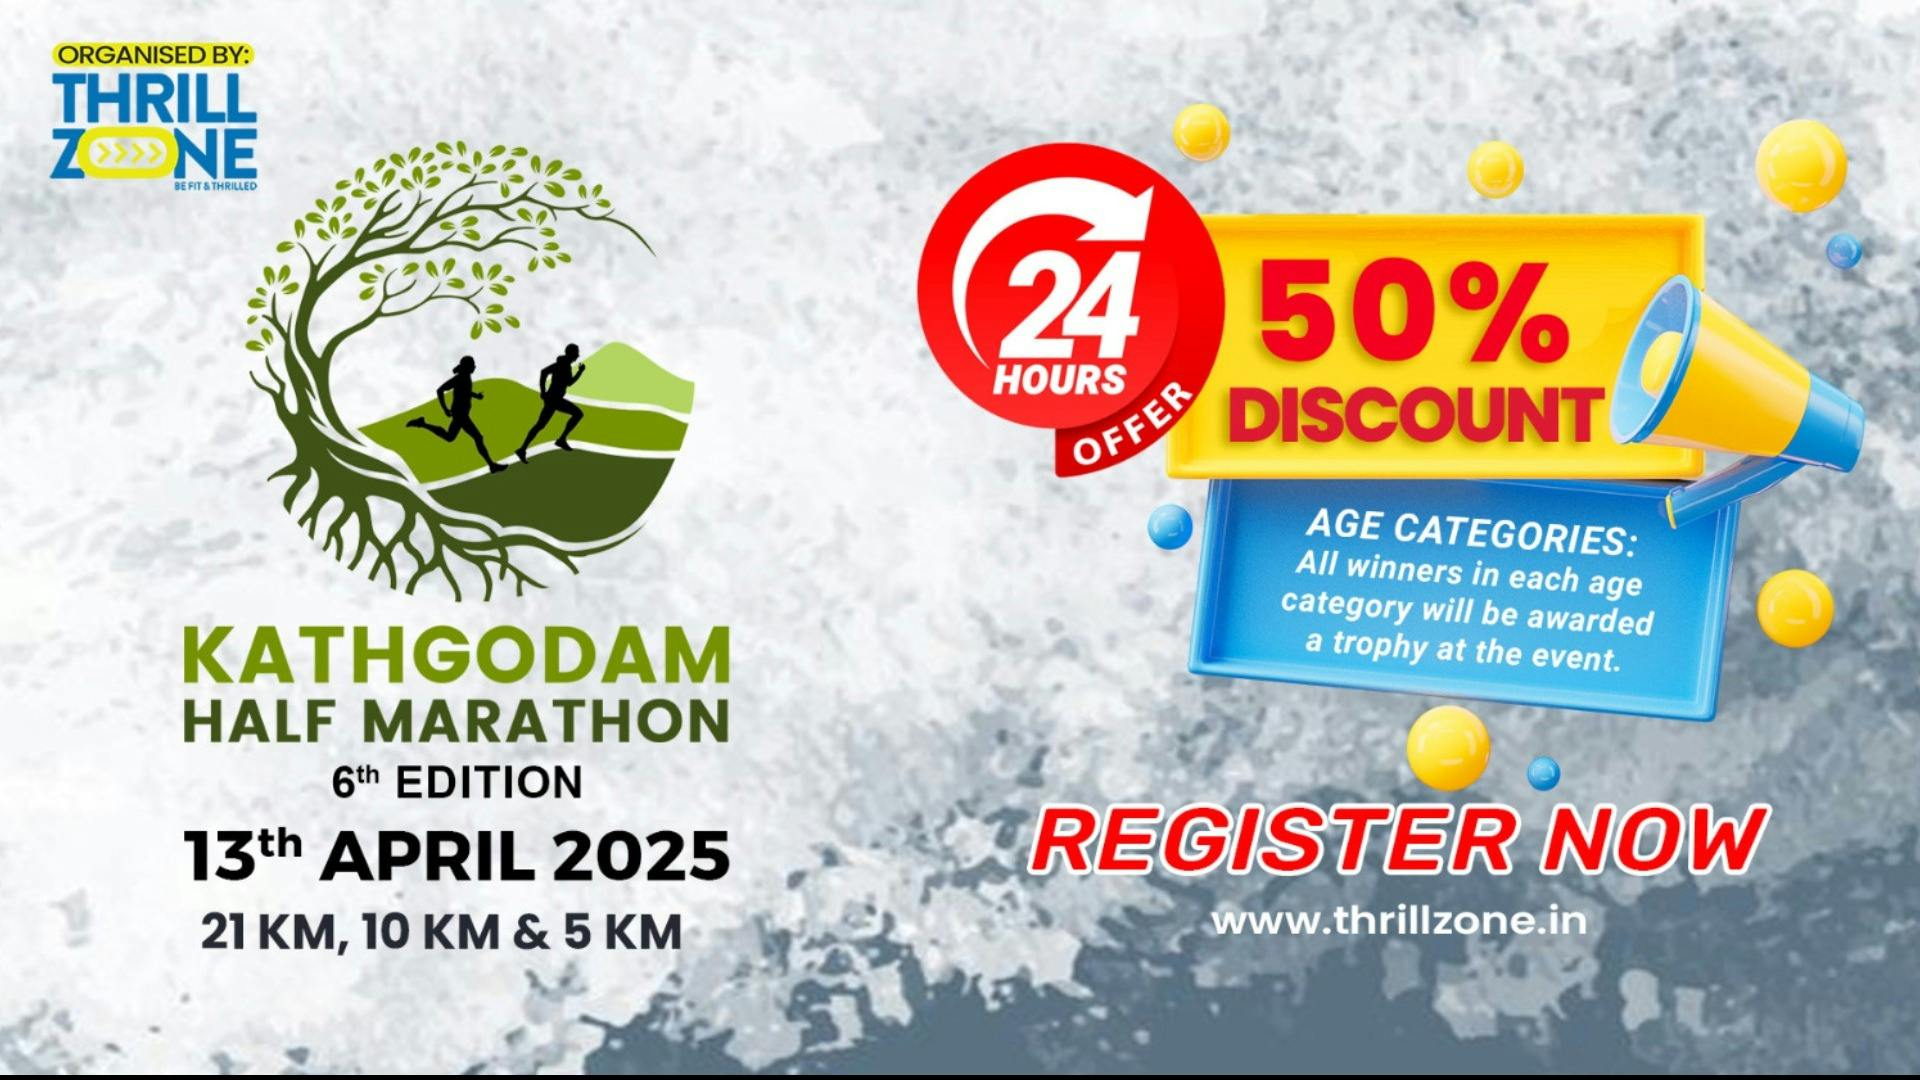 ORGANISED BY:
THRILL
ZONE
BE FIT & THRILLED
KATHGODAM
HALF MARATHON
6th EDITION
13th APRIL 2025
21 KM, 10 KM & 5 KM
24
HOURS
OFFER
50%
DISCOUNT
AGE CATEGORIES:
All winners in each age
category will be awarded
a trophy at the event.
REGISTER NOW
www.thrillzone.in